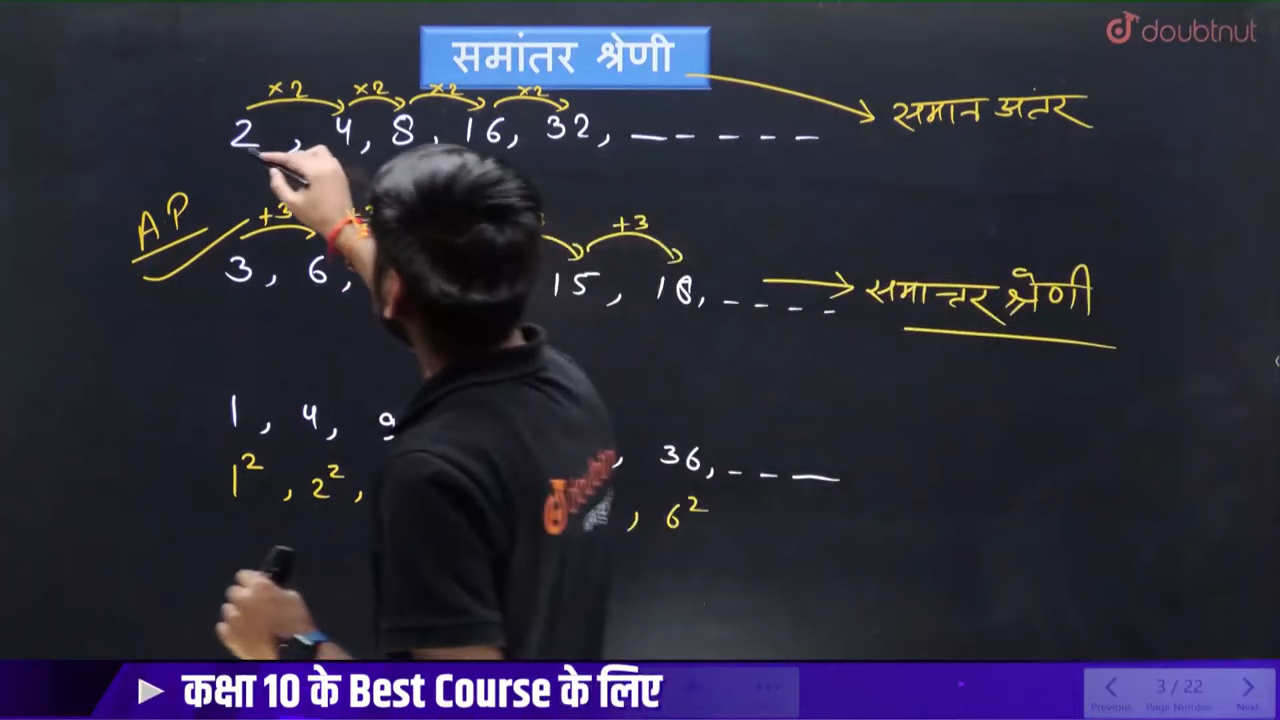 समांतर श्रेणी
doubtnut
×2 ×2 ×2 ×2
2, 4, 8, 16, 32, — — — — —
समान अंतर
AP
+3 +3
3, 6, 15, 18, - - - -
समान्तर श्रेणी
1, 4, 9 , 36, - - —
1², 2², , 6²
कक्षा 10 के Best Course के लिए
3 / 22
Previous Page Number Next